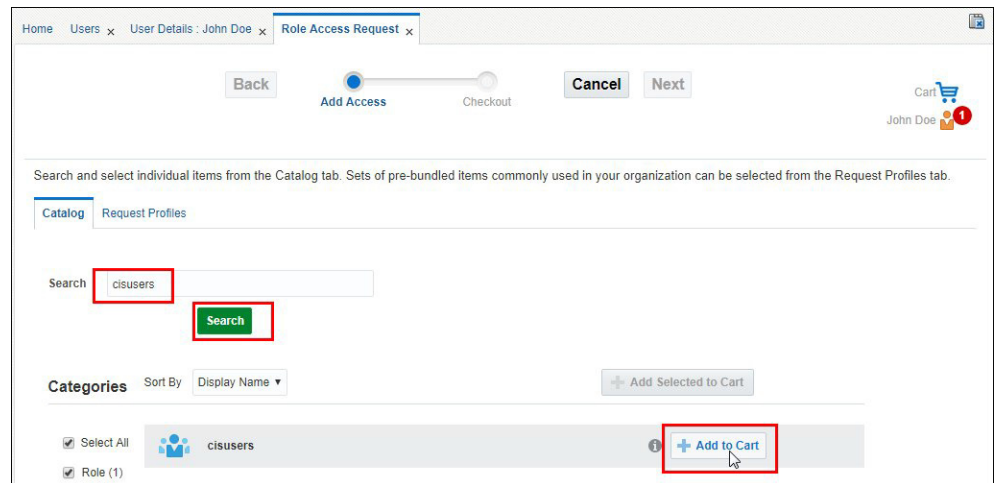 Home Users x User Details : John Doe x Role Access Request x
Back Cancel Next
Add Access Checkout
Cart
John Doe 1
Search and select individual items from the Catalog tab. Sets of pre-bundled items commonly used in your organization can be selected from the Request Profiles tab.
Catalog Request Profiles
Search cisusers
Search
Categories Sort By Display Name Add Selected to Cart
Select All cisusers Add to Cart
Role (1)